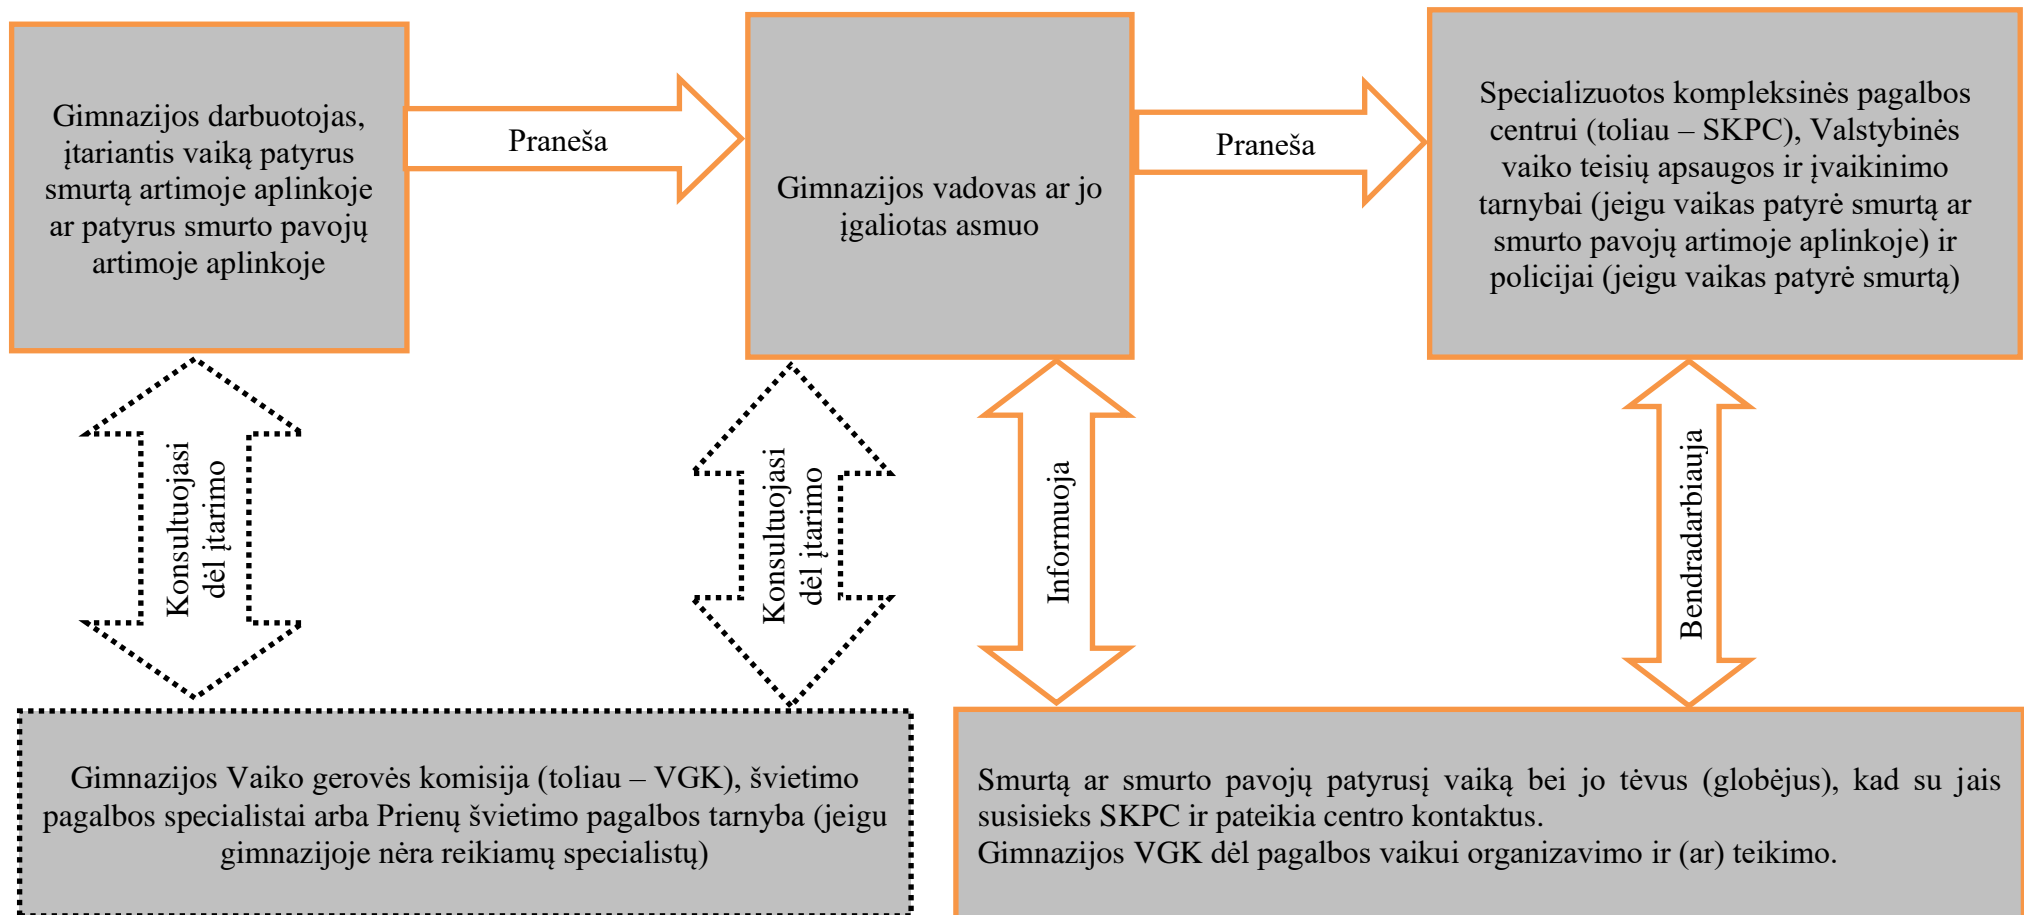 Gimnazijos darbuotojas,
įtariantis vaiką patyrus
smurtą artimoje aplinkoje
ar patyrus smurto pavojų
artimoje aplinkoje
Praneša
Gimnazijos vadovas ar jo
įgaliotas asmuo
Praneša
Specializuotos kompleksinės pagalbos
centrui (toliau – SKPC), Valstybinės
vaiko teisių apsaugos ir įvaikinimo
tarnybai (jeigu vaikas patyrė smurtą ar
smurto pavojų artimoje aplinkoje) ir
policijai (jeigu vaikas patyrė smurtą)
Konsultuojasi
dėl įtarimo
Konsultuojasi
dėl įtarimo
Informuoja
Bendradarbiauja
Gimnazijos Vaiko gerovės komisija (toliau – VGK), švietimo
pagalbos specialistai arba Prienų švietimo pagalbos tarnyba (jeigu
gimnazijoje nėra reikiamų specialistų)
Smurtą ar smurto pavojų patyrusį vaiką bei jo tėvus (globėjus), kad su jais
susisieks SKPC ir pateikia centro kontaktus.
Gimnazijos VGK dėl pagalbos vaikui organizavimo ir (ar) teikimo.